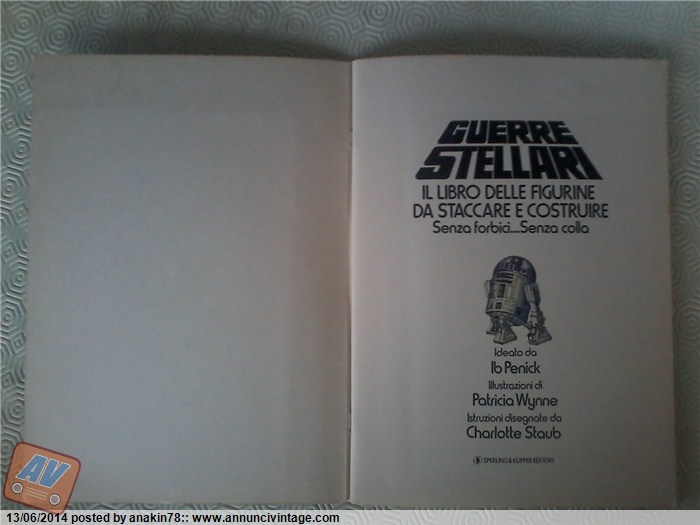 GUERRE
STELLARI
IL LIBRO DELLE FIGURINE
DA STACCARE E COSTRUIRE
Senza forbici...Senza colla
Ideato da
Ib Penick
Illustrazioni di
Patricia Wynne
Istruzioni disegnate da
Charlotte Staub
SPERLING & KUPFER EDITORI
AV
13/06/2014 posted by anakin78:: www.annuncivintage.com